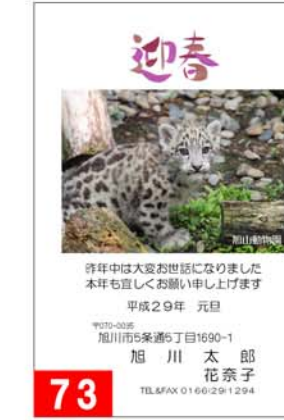 迎春
旭山動物園
昨年中は大変お世話になりました
本年も宜しくお願い申し上げます
平成29年 元旦
〒070-0035
旭川市5条通5丁目1690-1
旭 川 太 郎
花奈子
TEL&FAX 0166-29-1294
73